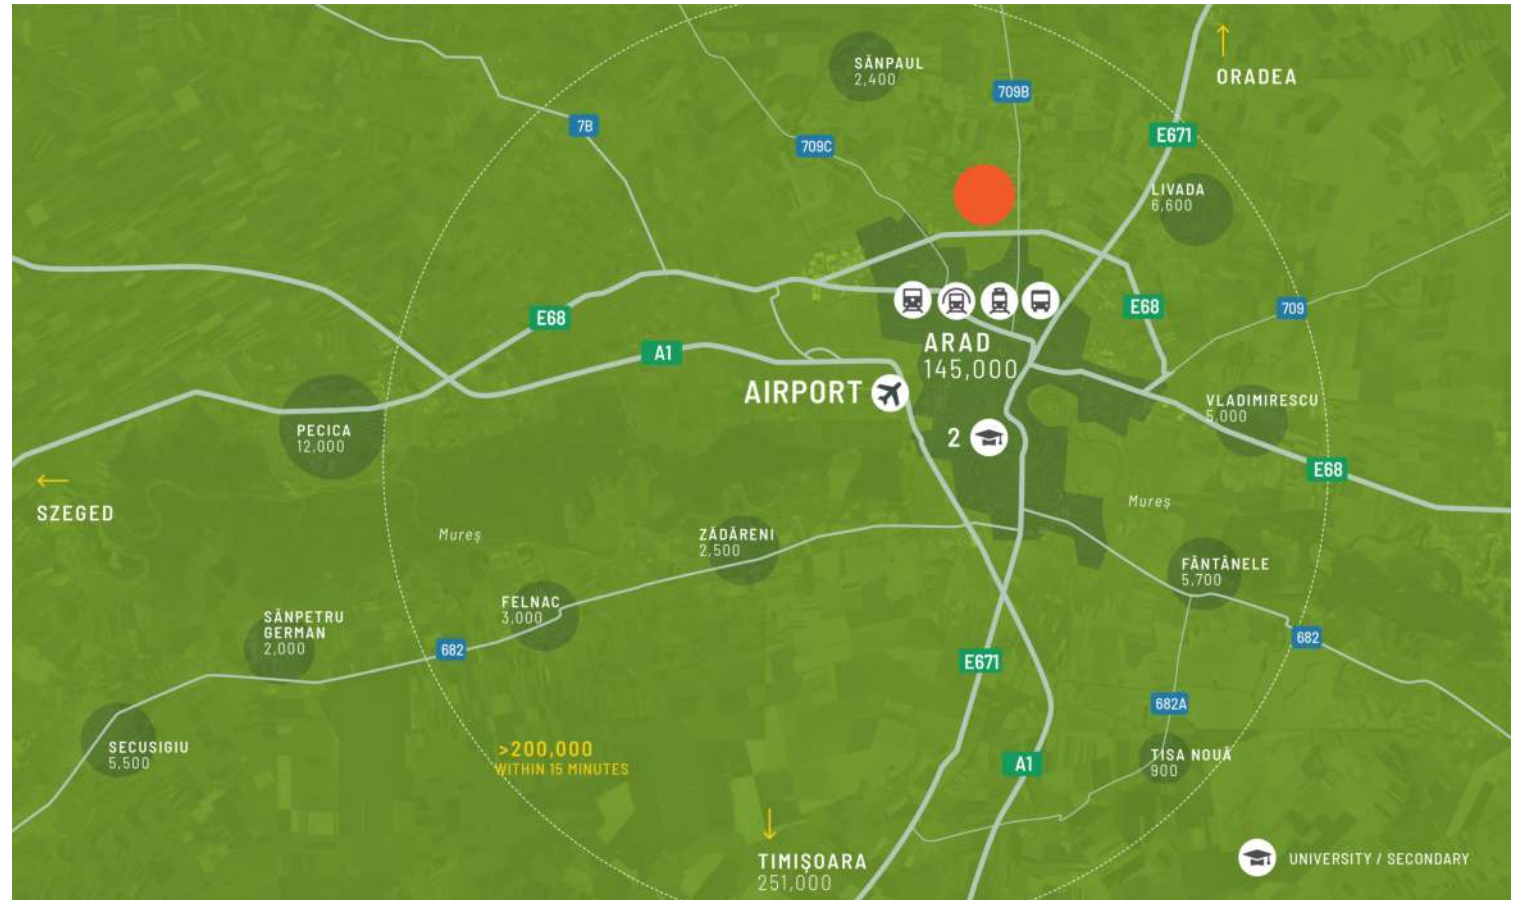 SÂNPAUL
2,400
ORADEA
709B
7B
E671
709C
LIVADA
6,600
E68
E68
709
ARAD
145,000
A1
AIRPORT
VLADIMIRESCU
5,000
PECICA
12,000
2
E68
SZEGED
Mureş
Mureş
ZĂDĂRENI
2,500
FÂNTÂNELE
5,700
FELNAC
3,000
SÂNPETRU
GERMAN
2,000
682
682
E671
682A
SECUSIGIU
5,500
>200,000
WITHIN 15 MINUTES
TISA NOUĂ
900
A1
TIMIŞOARA
251,000
UNIVERSITY / SECONDARY